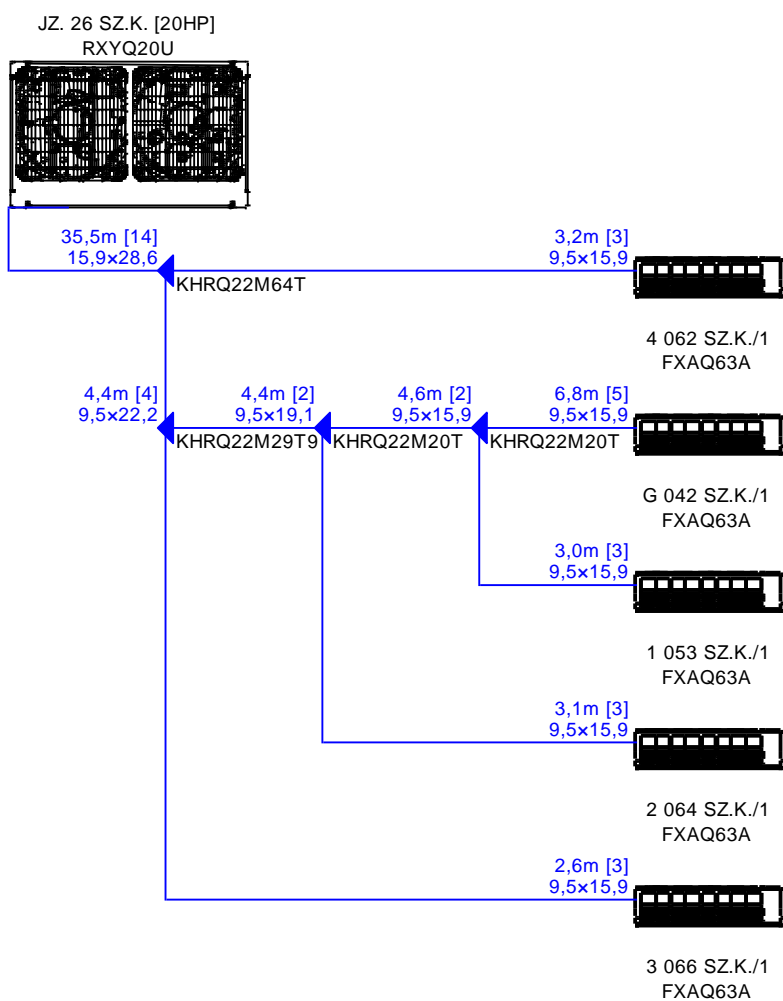 JZ. 26 SZ.K. [20HP]
RXYQ20U
35,5m [14]
15,9×28,6
KHRQ22M64T
3,2m [3]
9,5×15,9
4 062 SZ.K./1
FXAQ63A
4,4m [4]
9,5×22,2
KHRQ22M29T9
4,4m [2]
9,5×19,1
KHRQ22M20T
4,6m [2]
9,5×15,9
KHRQ22M20T
6,8m [5]
9,5×15,9
G 042 SZ.K./1
FXAQ63A
3,0m [3]
9,5×15,9
1 053 SZ.K./1
FXAQ63A
3,1m [3]
9,5×15,9
2 064 SZ.K./1
FXAQ63A
2,6m [3]
9,5×15,9
3 066 SZ.K./1
FXAQ63A